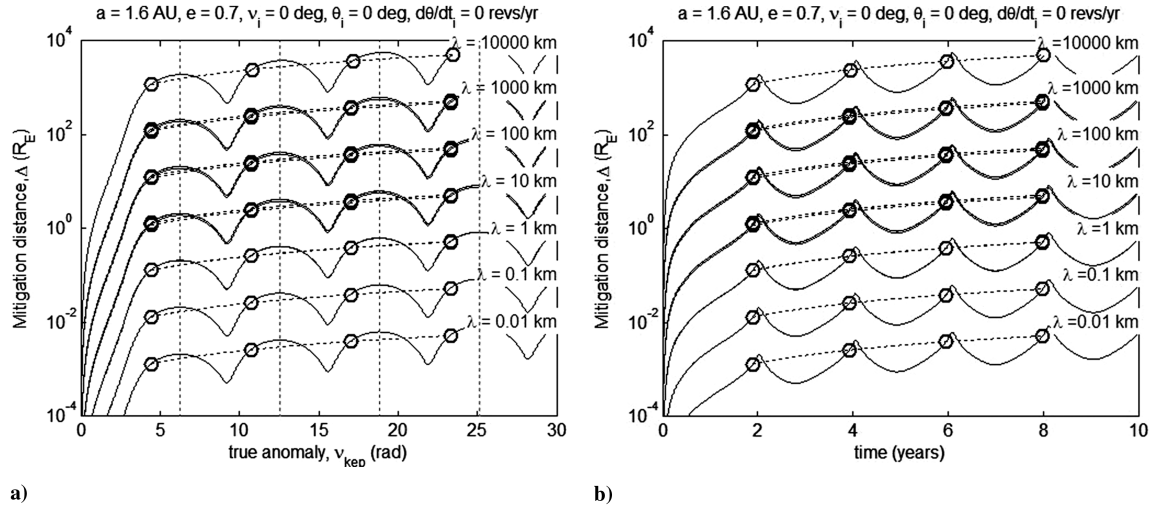 a = 1.6 AU, e = 0.7, ν_i = 0 deg, θ_i = 0 deg, dθ/dt_i = 0 revs/yr
Mitigation distance, Δ (R_E)
10^4
10^2
10^0
10^-2
10^-4
λ = 10000 km
λ = 1000 km
λ = 100 km
λ = 10 km
λ = 1 km
λ = 0.1 km
λ = 0.01 km
0 5 10 15 20 25 30
true anomaly, ν_kep (rad)
a)
a = 1.6 AU, e = 0.7, ν_i = 0 deg, θ_i = 0 deg, dθ/dt_i = 0 revs/yr
Mitigation distance, Δ (R_E)
10^4
10^2
10^0
10^-2
10^-4
λ =10000 km
λ =1000 km
λ =100 km
λ =10 km
λ =1 km
λ =0.1 km
λ =0.01 km
0 2 4 6 8 10
time (years)
b)